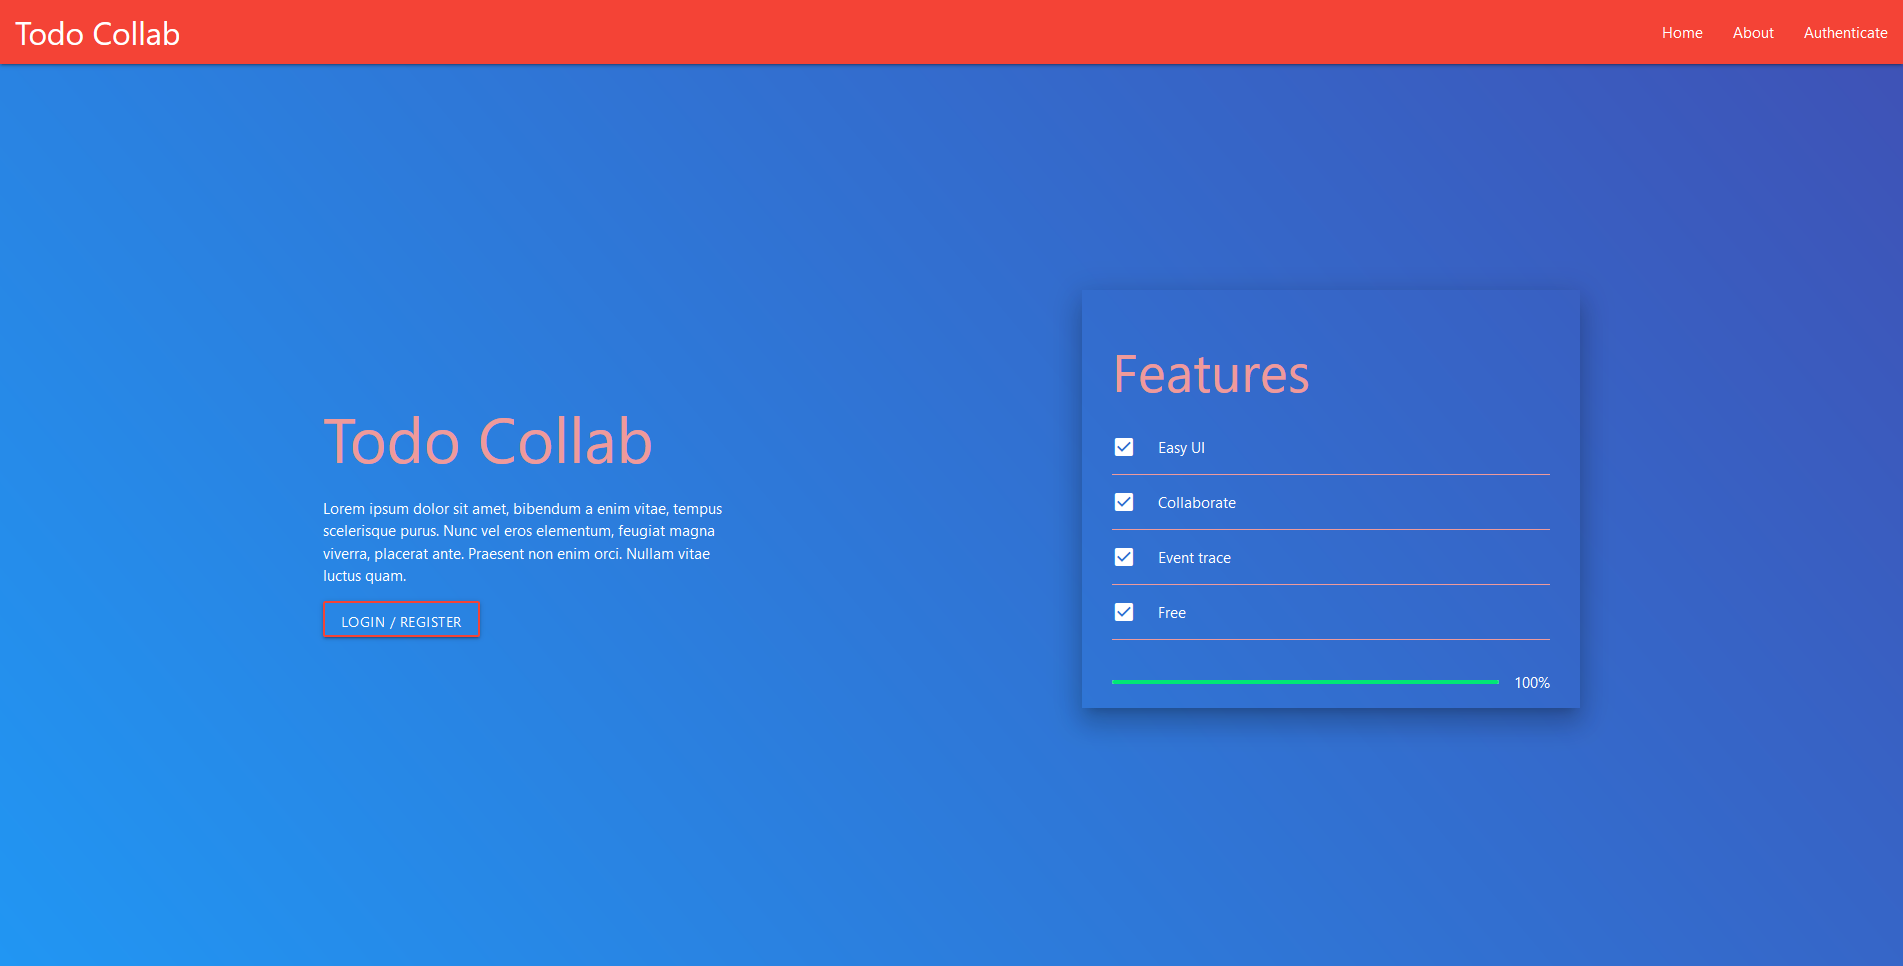 Todo Collab
Home
About
Authenticate
Todo Collab
Lorem ipsum dolor sit amet, bibendum a enim vitae, tempus
scelerisque purus. Nunc vel eros elementum, feugiat magna
viverra, placerat ante. Praesent non enim orci. Nullam vitae
luctus quam.
LOGIN / REGISTER
Features
Easy UI
Collaborate
Event trace
Free
100%